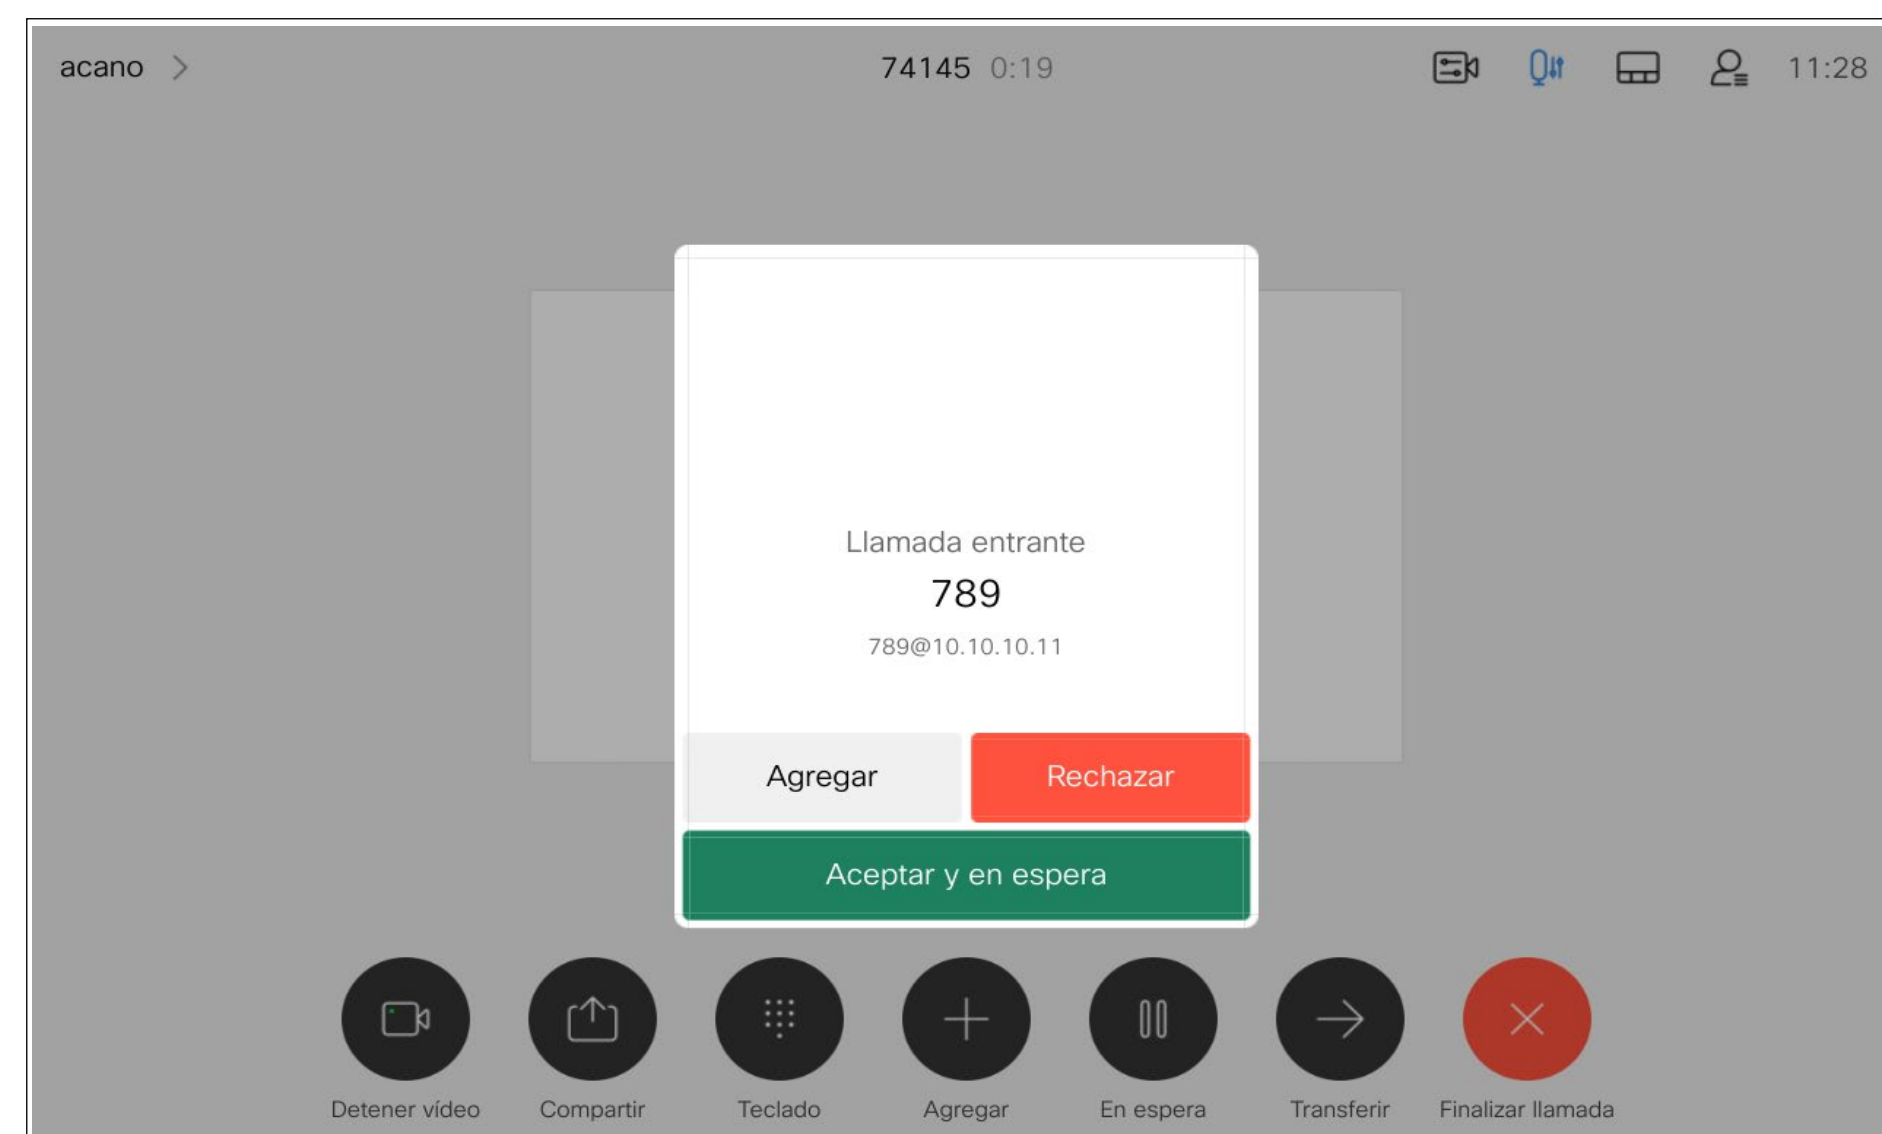 acano
74145 0:19
11:28
Llamada entrante
789
789@10.10.10.11
Agregar
Rechazar
Aceptar y en espera
Detener vídeo
Compartir
Teclado
Agregar
En espera
Transferir
Finalizar llamada